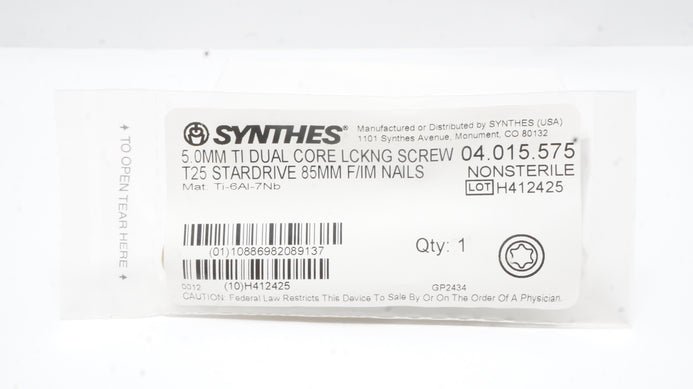 TO OPEN TEAR HERE
SYNTHES®
Manufactured or Distributed by SYNTHES (USA)
1101 Synthes Avenue, Monument, CO 80132
5.0MM TI DUAL CORE LCKNG SCREW 04.015.575
T25 STARDRIVE 85MM F/IM NAILS NONSTERILE
Mat. Ti-6Al-7Nb LOT H412425
(01)10886982089137
Qty: 1
0012 (10)H412425 GP2434
CAUTION: Federal Law Restricts This Device To Sale By Or On The Order Of A Physician.